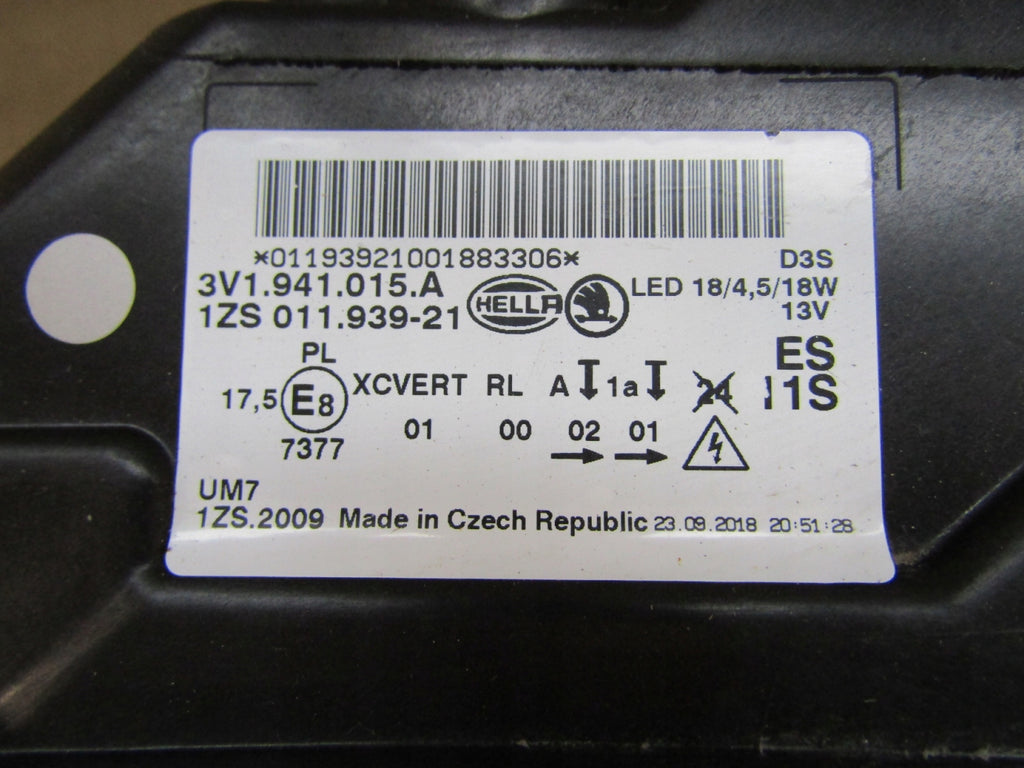 *011939210018833​06*
3V1.941.015.A
1ZS 011.939-21
HELLA
D3S
LED 18/4,5/18W
13V
ES
11S
PL
17,5 E8 XCVERT RL A 1a 24
7377 01 00 02 01
UM7
1ZS.2009 Made in Czech Republic 23.09.2018 20:51:28